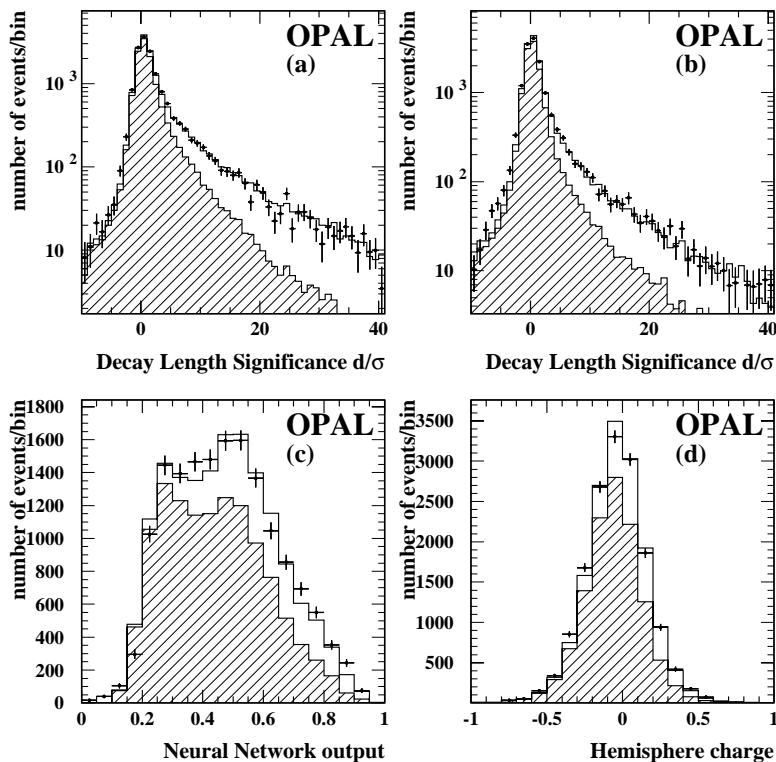 number of events/bin
OPAL
(a)
10³
10²
10
0 20 40
Decay Length Significance d/σ
number of events/bin
OPAL
(b)
10³
10²
10
0 20 40
Decay Length Significance d/σ
number of events/bin
OPAL
(c)
1800
1600
1400
1200
1000
800
600
400
200
0
0 0.2 0.4 0.6 0.8 1
Neural Network output
number of events/bin
OPAL
(d)
3500
3000
2500
2000
1500
1000
500
-1 -0.5 0 0.5 1
Hemisphere charge